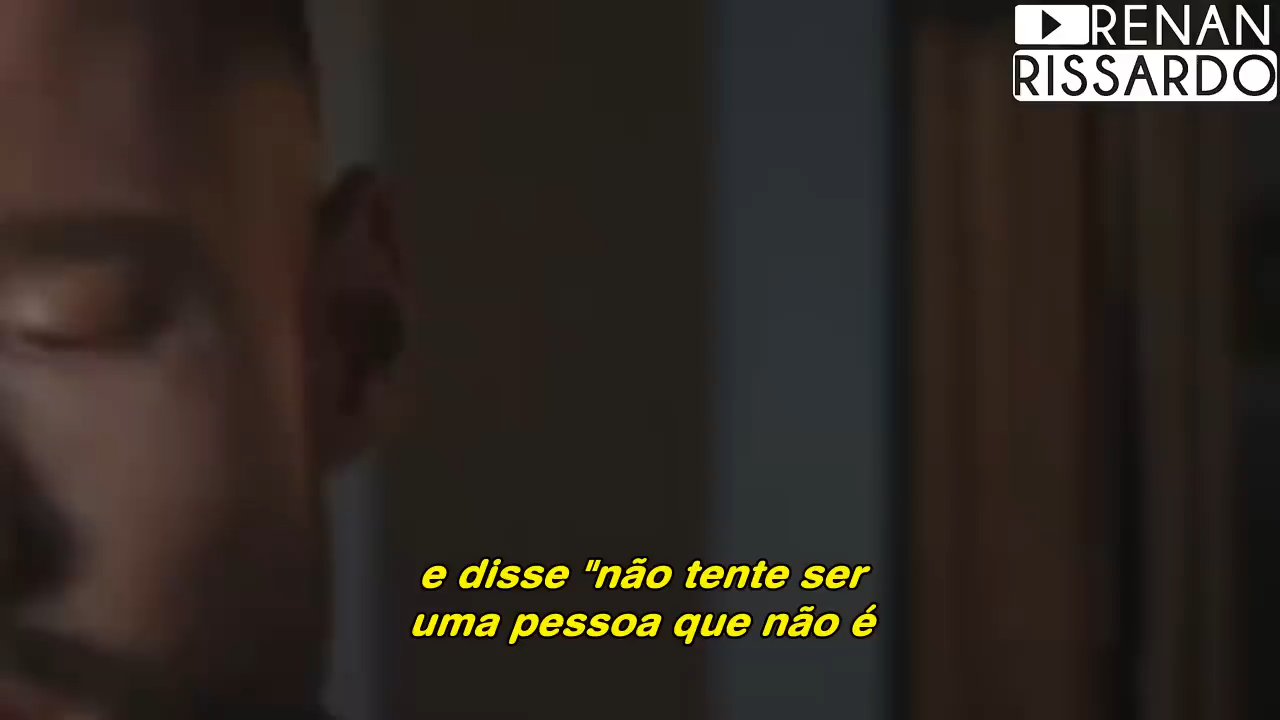 RENAN
RISSARDO
e disse "não tente ser
uma pessoa que não é